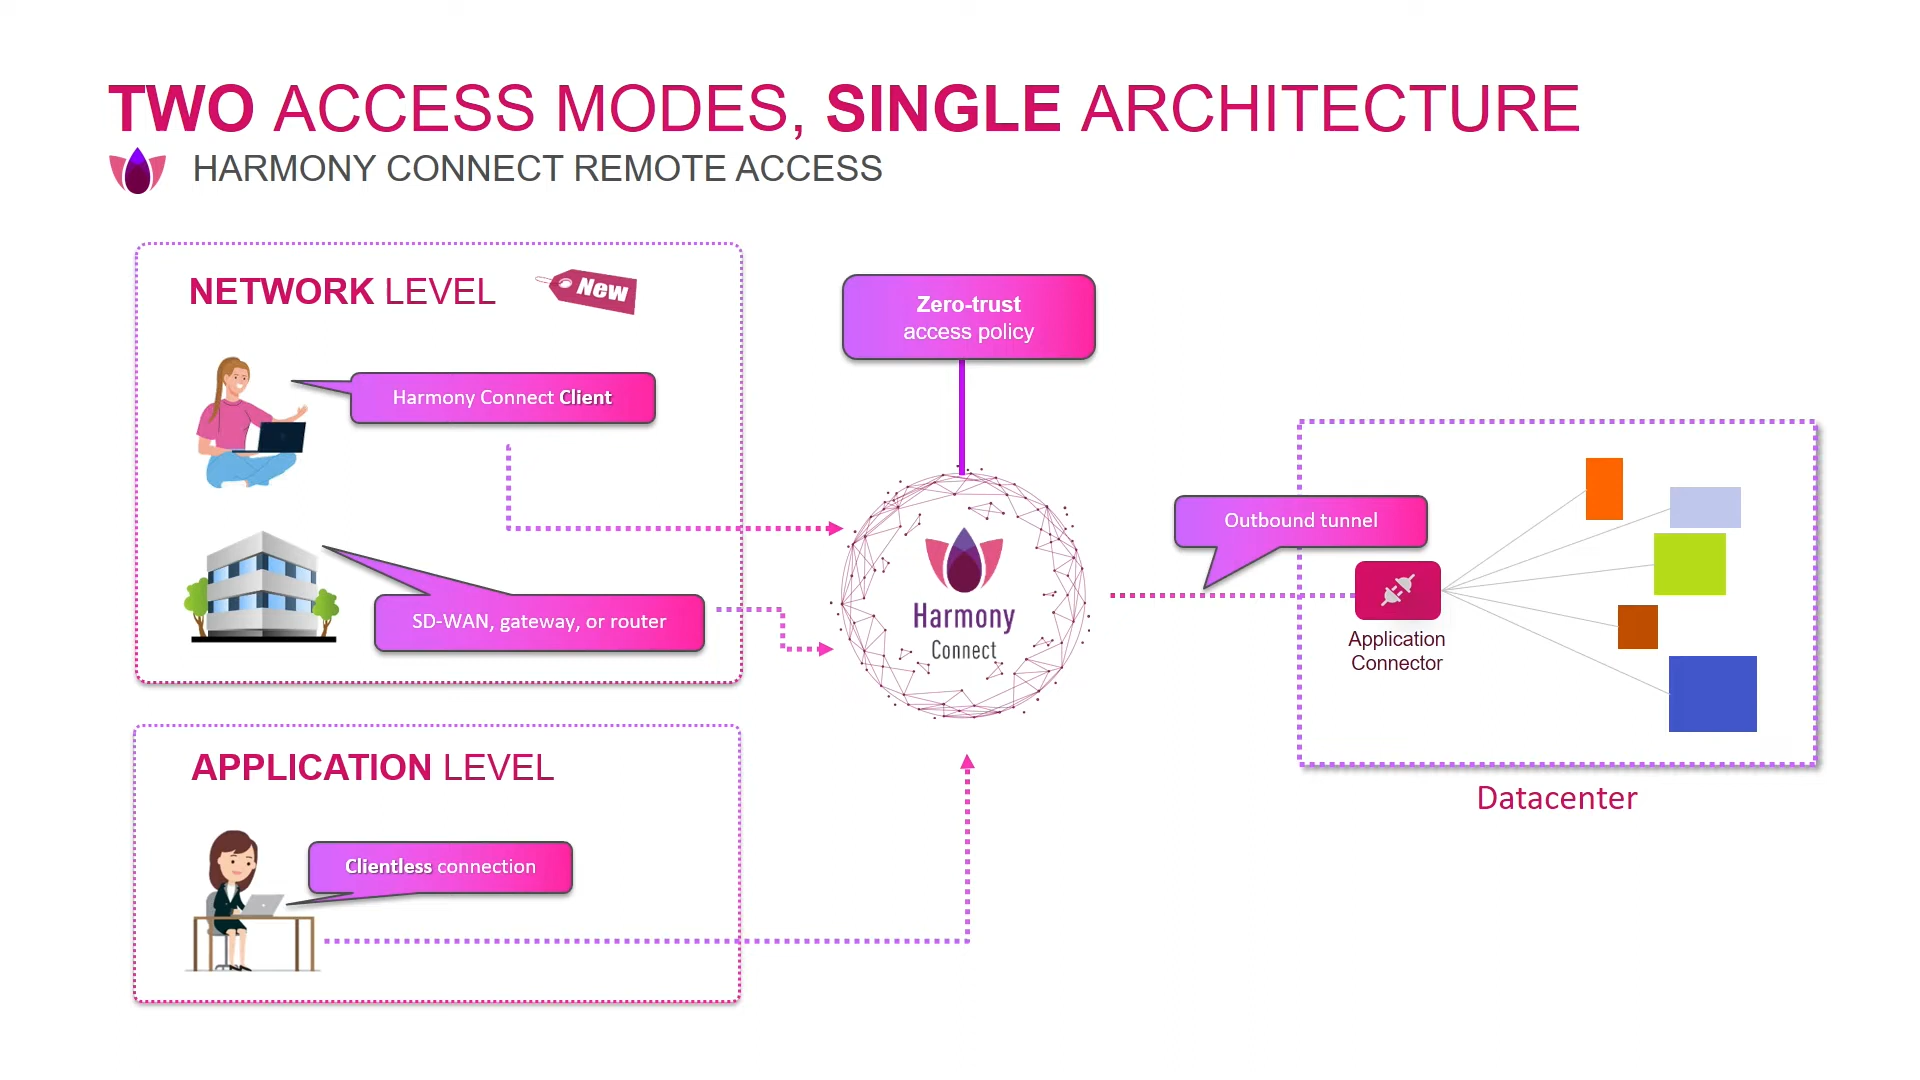 TWO ACCESS MODES, SINGLE ARCHITECTURE
HARMONY CONNECT REMOTE ACCESS
NETWORK LEVEL
New
Harmony Connect Client
SD-WAN, gateway, or router
APPLICATION LEVEL
Clientless connection
Zero-trust
access policy
Harmony
Connect
Outbound tunnel
Application
Connector
Datacenter